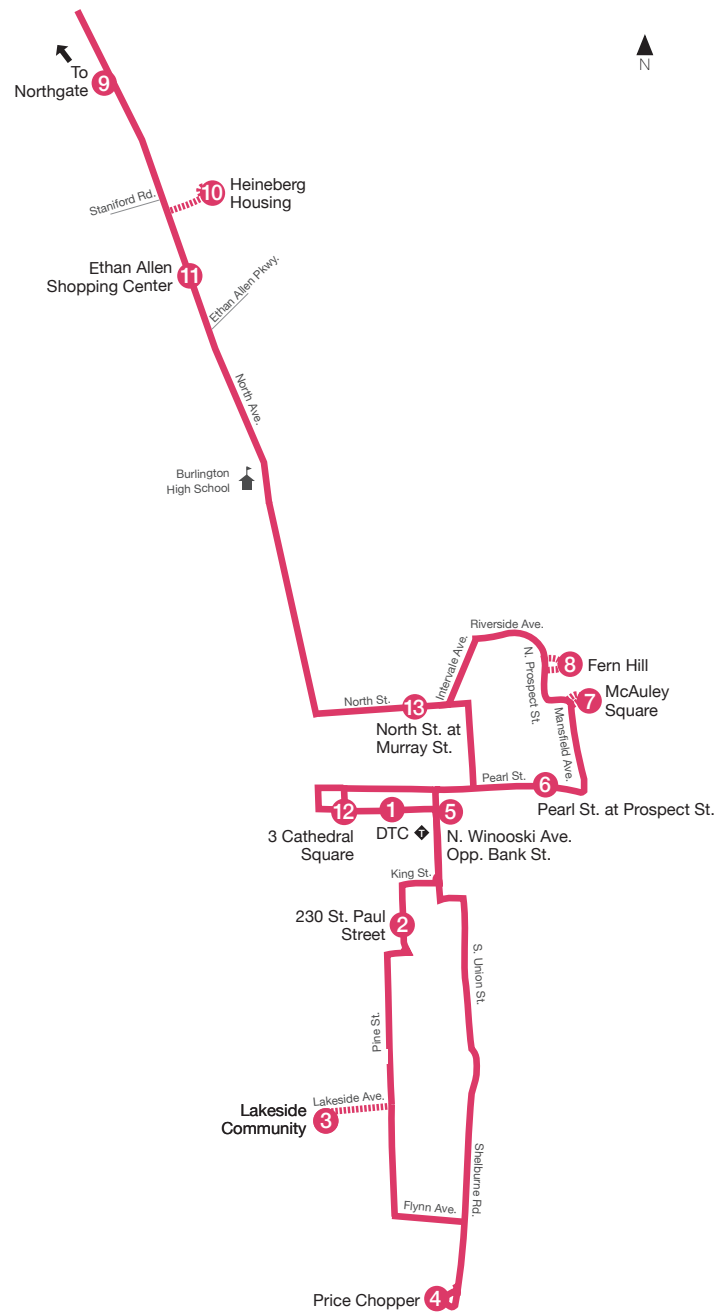 N
To
Northgate
9
10
Heineberg
Housing
Staniford Rd.
Ethan Allen
Shopping Center
11
Ethan Allen Pkwy.
North Ave.
Burlington
High School
Riverside Ave.
Intervale Ave.
N. Prospect St.
8
Fern Hill
7
McAuley
Square
Mansfield Ave.
North St.
13
North St. at
Murray St.
Pearl St.
6
Pearl St. at Prospect St.
12
3 Cathedral
Square
1
DTC
T
5
N. Winooski Ave.
Opp. Bank St.
King St.
230 St. Paul
Street
2
S. Union St.
Pine St.
Lakeside Ave.
Lakeside
Community
3
Shelburne Rd.
Flynn Ave.
Price Chopper
4